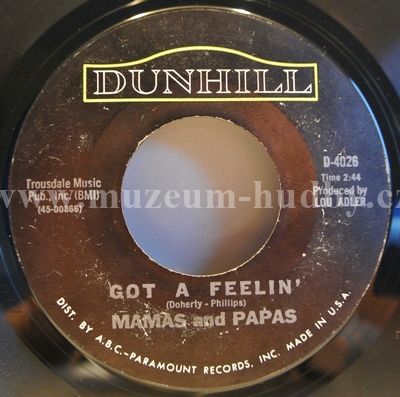 DUNHILL
Trousdale Music
Pub. Inc. (BMI)
(45-00866)
D-4026
Time 2:44
Produced by
LOU ADLER
www.muzeum-hudby.cz
GOT A FEELIN'
(Doherty - Phillips)
MAMAS and PAPAS
DIST. BY A.B.C.-PARAMOUNT RECORDS, INC. MADE IN U.S.A.